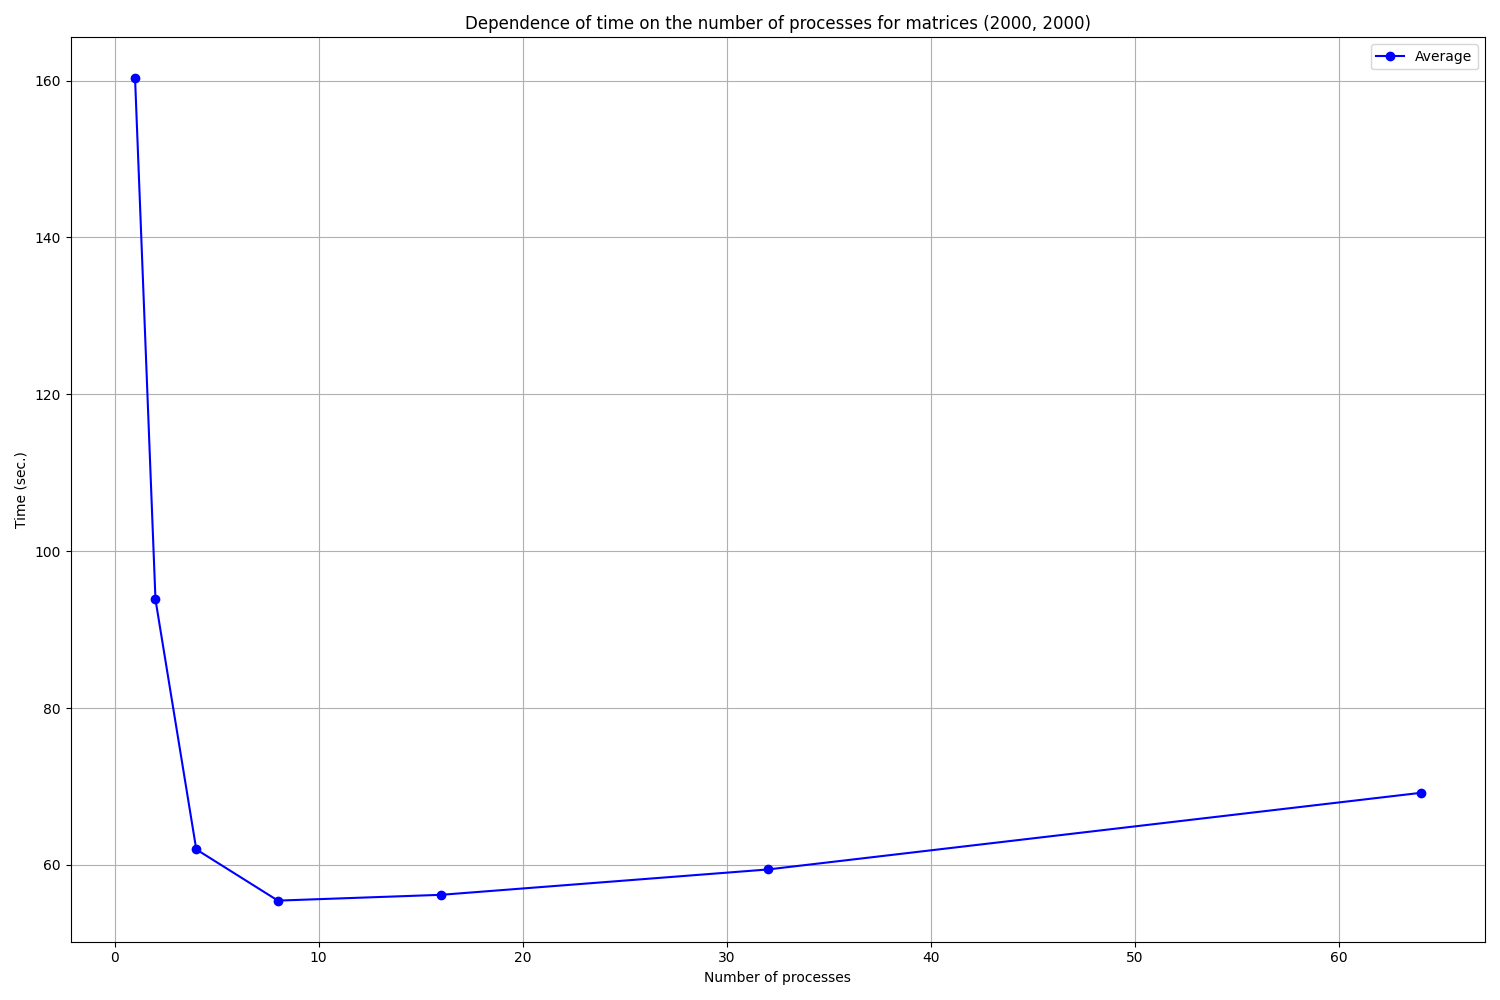 Dependence of time on the number of processes for matrices (2000, 2000)
Average
160
140
120
100
80
60
Time (sec.)
0 10 20 30 40 50 60
Number of processes